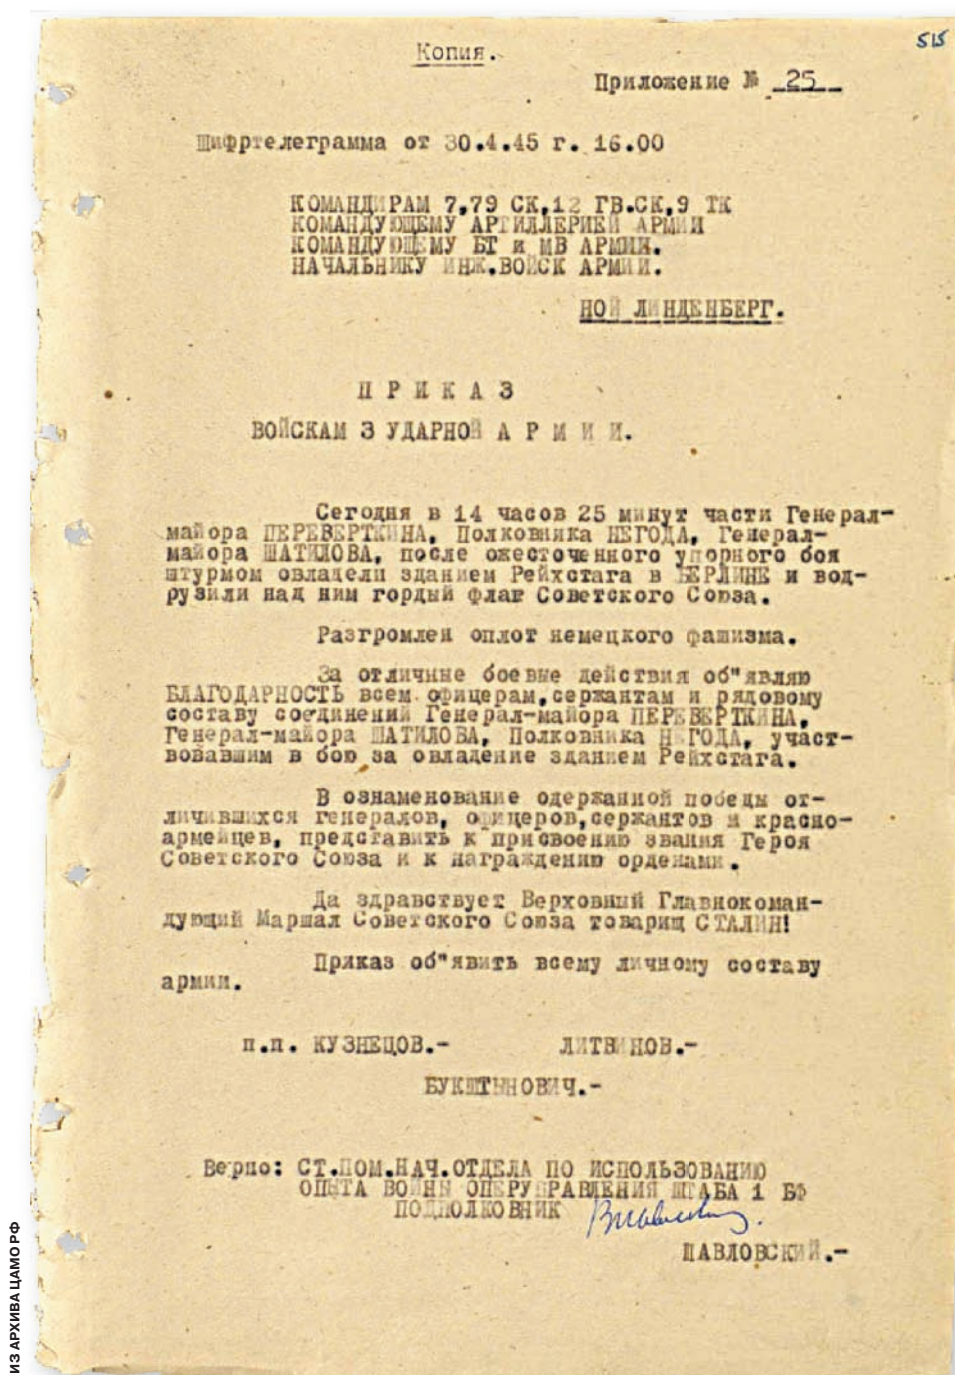 515
Копия.
Приложение № 25
Шифртелеграмма от 30.4.45 г. 16.00
КОМАНДИРАМ 7,79 СК,12 ГВ.СК,9 ТК
КОМАНДУЮЩЕМУ АРТИЛЛЕРИЕЙ АРМИИ
КОМАНДУЮЩЕМУ БТ и МВ АРМИИ.
НАЧАЛЬНИКУ ИНЖ.ВОЙСК АРМИИ.
НОЙ ЛИНДЕНБЕРГ.
П Р И К А З
ВОЙСКАМ 3 УДАРНОЙ А Р М И И.
Сегодня в 14 часов 25 минут части Генерал-
майора ПЕРЕВЕРТКИНА, Полковника НЕГОДА, Генерал-
майора ШАТИЛОВА, после ожесточенного упорного боя
штурмом овладели зданием Рейхстага в БЕРЛИНЕ и вод-
рузили над ним гордый флаг Советского Союза.
Разгромлен оплот немецкого фашизма.
За отличные боевые действия об"являю
БЛАГОДАРНОСТЬ всем офицерам,сержантам и рядовому
составу соединений Генерал-майора ПЕРЕВЕРТКИНА,
Генерал-майора ШАТИЛОВА, Полковника НЕГОДА, участ-
вовавшим в бою за овладение зданием Рейхстага.
В ознаменование одержанной победы от-
личившихся генералов, офицеров,сержантов и красно-
армейцев, представить к присвоению звания Героя
Советского Союза и к награждению орденами.
Да здравствует Верховный Главнокоман-
дующий Маршал Советского Союза товарищ СТАЛИН!
Приказ об"явить всему личному составу
армии.
п.п. КУЗНЕЦОВ.- ЛИТВИНОВ.-
БУКШТЫНОВИЧ.-
Верно: СТ.ПОМ.НАЧ.ОТДЕЛА ПО ИСПОЛЬЗОВАНИЮ
ОПЫТА ВОЙНЫ ОПЕРУПРАВЛЕНИЯ ШТАБА 1 БФ
ПОДПОЛКОВНИК
ПАВЛОВСКИЙ.-
ИЗ АРХИВА ЦАМО РФ